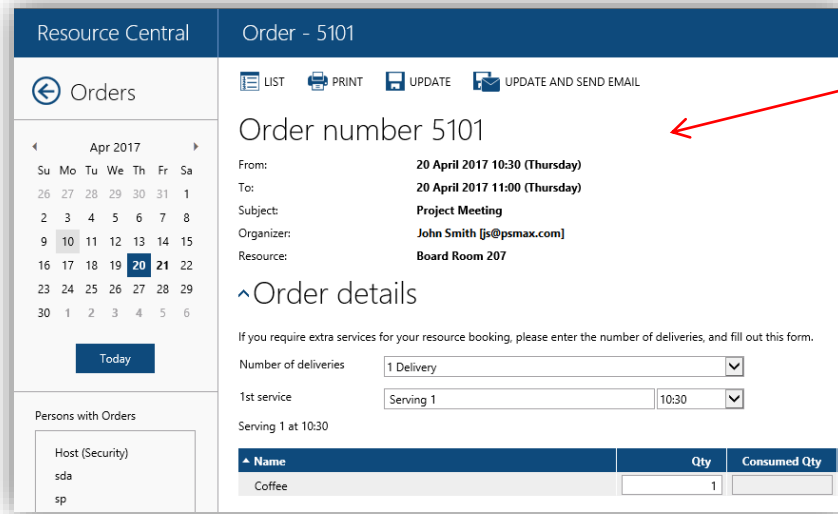 Resource Central
Order - 5101
Orders
LIST PRINT UPDATE UPDATE AND SEND EMAIL
Apr 2017
Su Mo Tu We Th Fr Sa
26 27 28 29 30 31 1
2 3 4 5 6 7 8
9 10 11 12 13 14 15
16 17 18 19 20 21 22
23 24 25 26 27 28 29
30 1 2 3 4 5 6
Today
Persons with Orders
Host (Security)
sda
sp
Order number 5101
From: 20 April 2017 10:30 (Thursday)
To: 20 April 2017 11:00 (Thursday)
Subject: Project Meeting
Organizer: John Smith [js@psmax.com]
Resource: Board Room 207
Order details
If you require extra services for your resource booking, please enter the number of deliveries, and fill out this form.
Number of deliveries 1 Delivery
1st service Serving 1 10:30
Serving 1 at 10:30
Name Qty Consumed Qty
Coffee 1